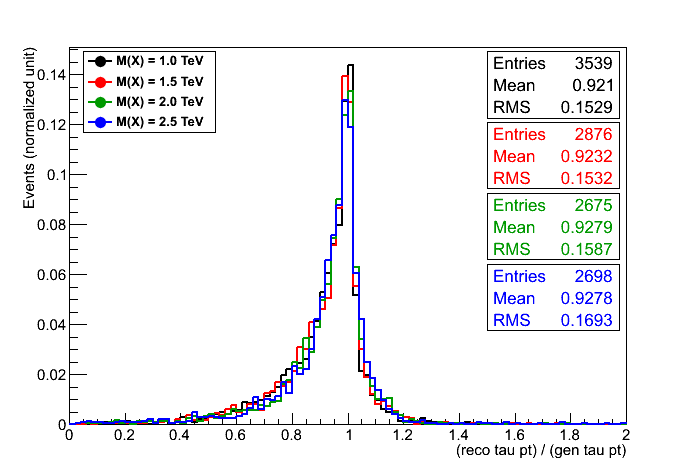 Events (normalized unit)
0.14
0.12
0.1
0.08
0.06
0.04
0.02
0
M(X) = 1.0 TeV
M(X) = 1.5 TeV
M(X) = 2.0 TeV
M(X) = 2.5 TeV
Entries 3539
Mean 0.921
RMS 0.1529
Entries 2876
Mean 0.9232
RMS 0.1532
Entries 2675
Mean 0.9279
RMS 0.1587
Entries 2698
Mean 0.9278
RMS 0.1693
0 0.2 0.4 0.6 0.8 1 1.2 1.4 1.6 1.8 2
(reco tau pt) / (gen tau pt)